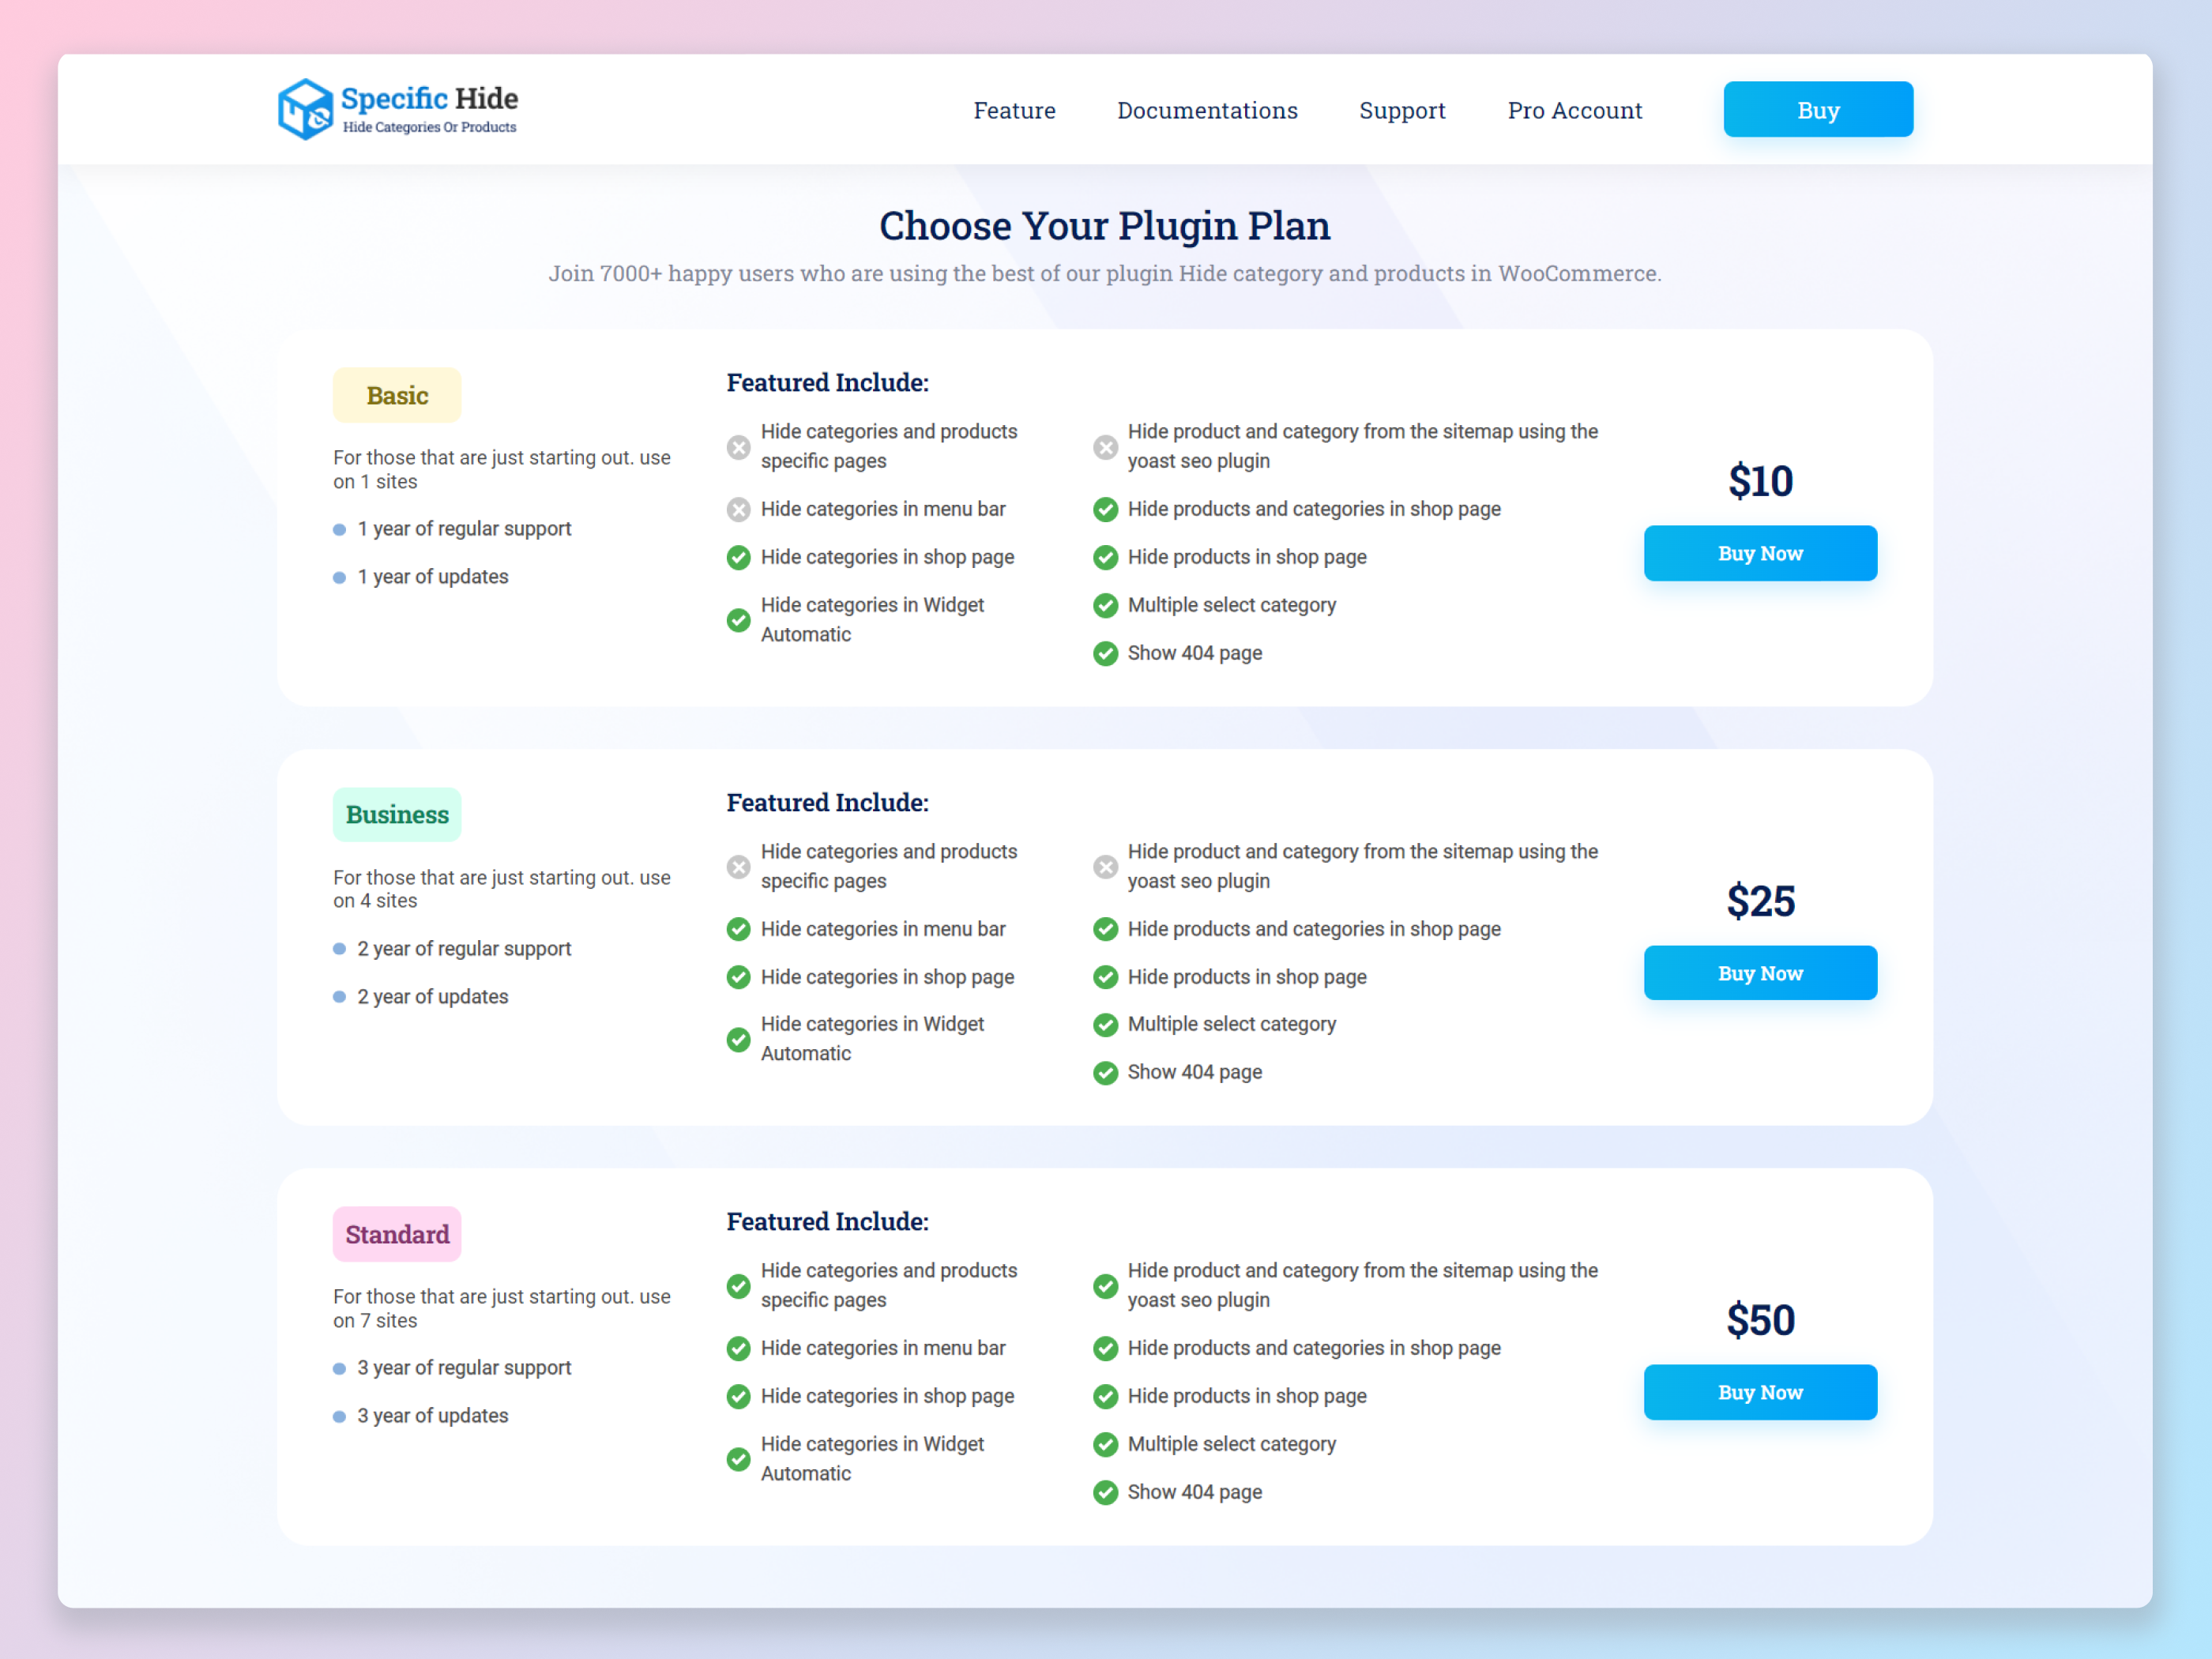 Specific Hide
Hide Categories Or Products
Feature
Documentations
Support
Pro Account
Buy
Choose Your Plugin Plan
Join 7000+ happy users who are using the best of our plugin Hide category and products in WooCommerce.
Basic
For those that are just starting out. use
on 1 sites
1 year of regular support
1 year of updates
Featured Include:
Hide categories and products
specific pages
Hide categories in menu bar
Hide categories in shop page
Hide categories in Widget
Automatic
Hide product and category from the sitemap using the
yoast seo plugin
Hide products and categories in shop page
Hide products in shop page
Multiple select category
Show 404 page
$10
Buy Now
Business
For those that are just starting out. use
on 4 sites
2 year of regular support
2 year of updates
Featured Include:
Hide categories and products
specific pages
Hide categories in menu bar
Hide categories in shop page
Hide categories in Widget
Automatic
Hide product and category from the sitemap using the
yoast seo plugin
Hide products and categories in shop page
Hide products in shop page
Multiple select category
Show 404 page
$25
Buy Now
Standard
For those that are just starting out. use
on 7 sites
3 year of regular support
3 year of updates
Featured Include:
Hide categories and products
specific pages
Hide categories in menu bar
Hide categories in shop page
Hide categories in Widget
Automatic
Hide product and category from the sitemap using the
yoast seo plugin
Hide products and categories in shop page
Hide products in shop page
Multiple select category
Show 404 page
$50
Buy Now